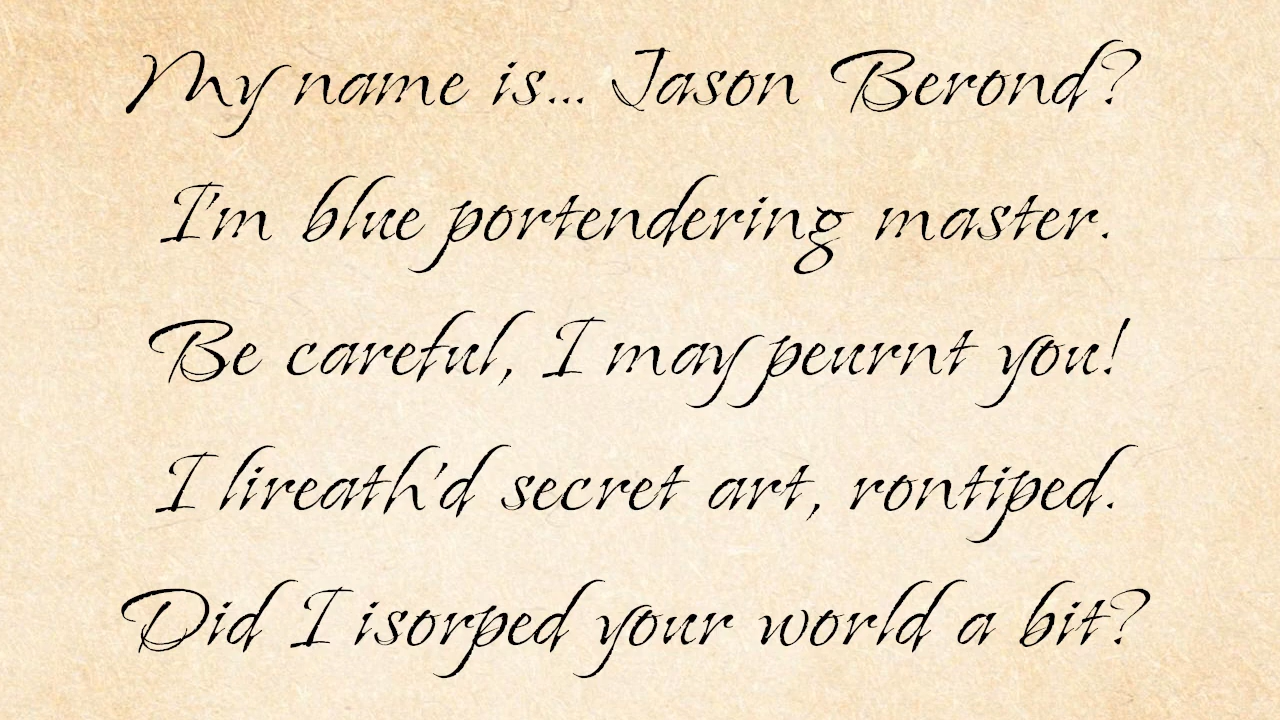 My name is... Jason Berond?
I'm blue portendering master.
Be careful, I may peurnt you!
I lireath'd secret art, rontiped.
Did I isorped your world a bit?